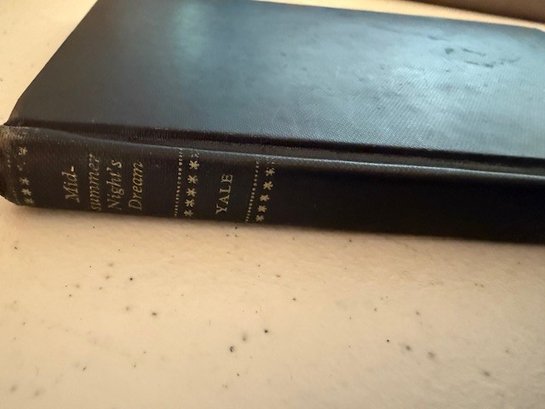 Mid-
summer
Night's
Dream
YALE